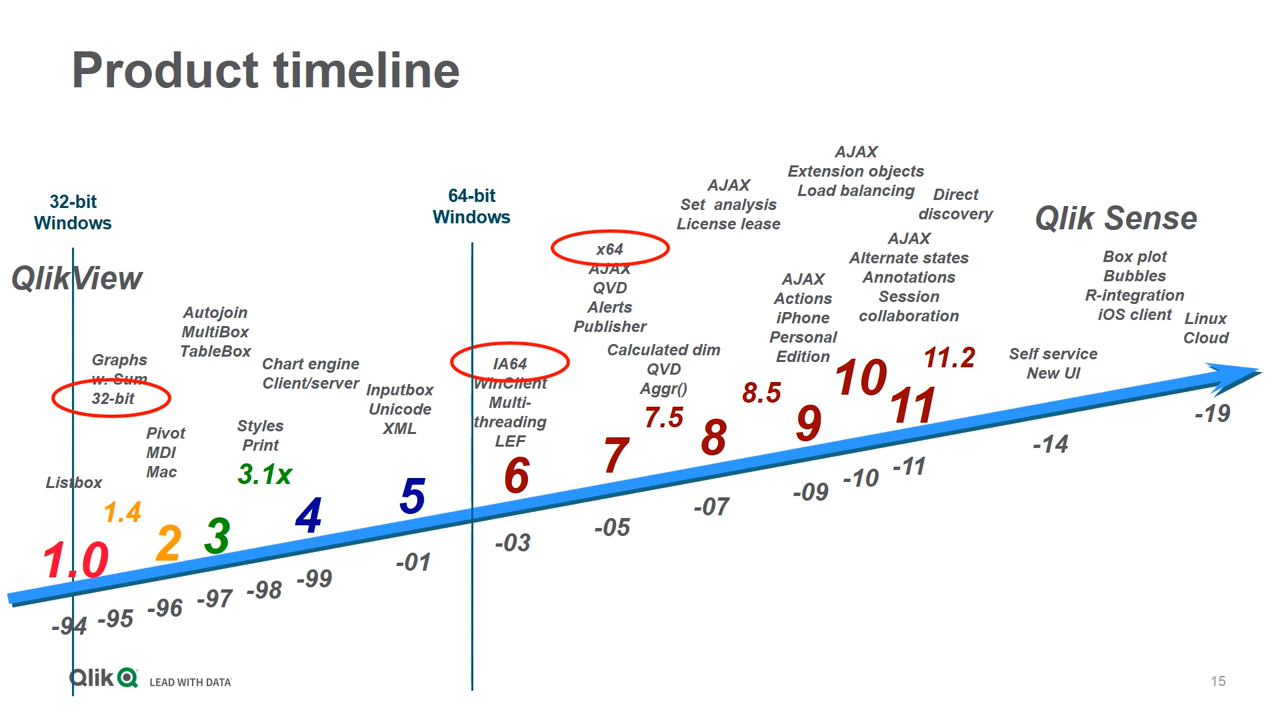 Product timeline
32-bit
Windows
QlikView
Graphs
w. Sum
32-bit
Listbox
1.4
1.0
Pivot
MDI
Mac
2
Autojoin
MultiBox
TableBox
3
Styles
Print
3.1x
Chart engine
Client/server
4
Inputbox
Unicode
XML
5
64-bit
Windows
IA64
WinClient
Multi-
threading
LEF
6
x64
AJAX
QVD
Alerts
Publisher
7
Calculated dim
QVD
Aggr()
7.5
AJAX
Set analysis
License lease
8
8.5
AJAX
Actions
iPhone
Personal
Edition
9
AJAX
Extension objects
Load balancing
10
AJAX
Alternate states
Annotations
Session
collaboration
11
Direct
discovery
11.2
Qlik Sense
Self service
New UI
Box plot
Bubbles
R-integration
iOS client
Linux
Cloud
-94
-95
-96
-97
-98
-99
-01
-03
-05
-07
-09
-10
-11
-14
-19
Qlik LEAD WITH DATA
15